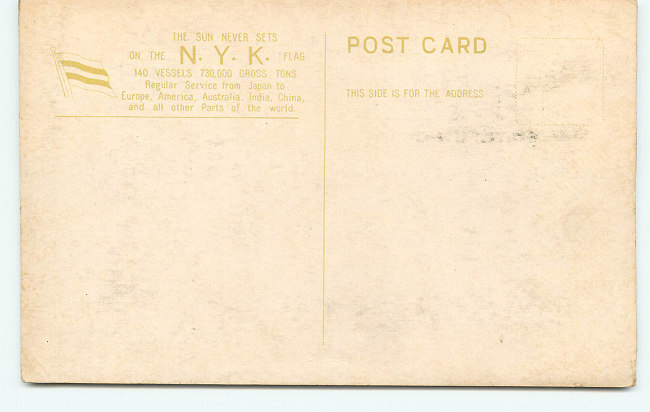 THE SUN NEVER SETS
ON THE N. Y. K. FLAG
140 VESSELS 730,000 GROSS TONS
Regular Service from Japan to
Europe, America, Australia, India, China,
and all other Parts of the world.
POST CARD
THIS SIDE IS FOR THE ADDRESS